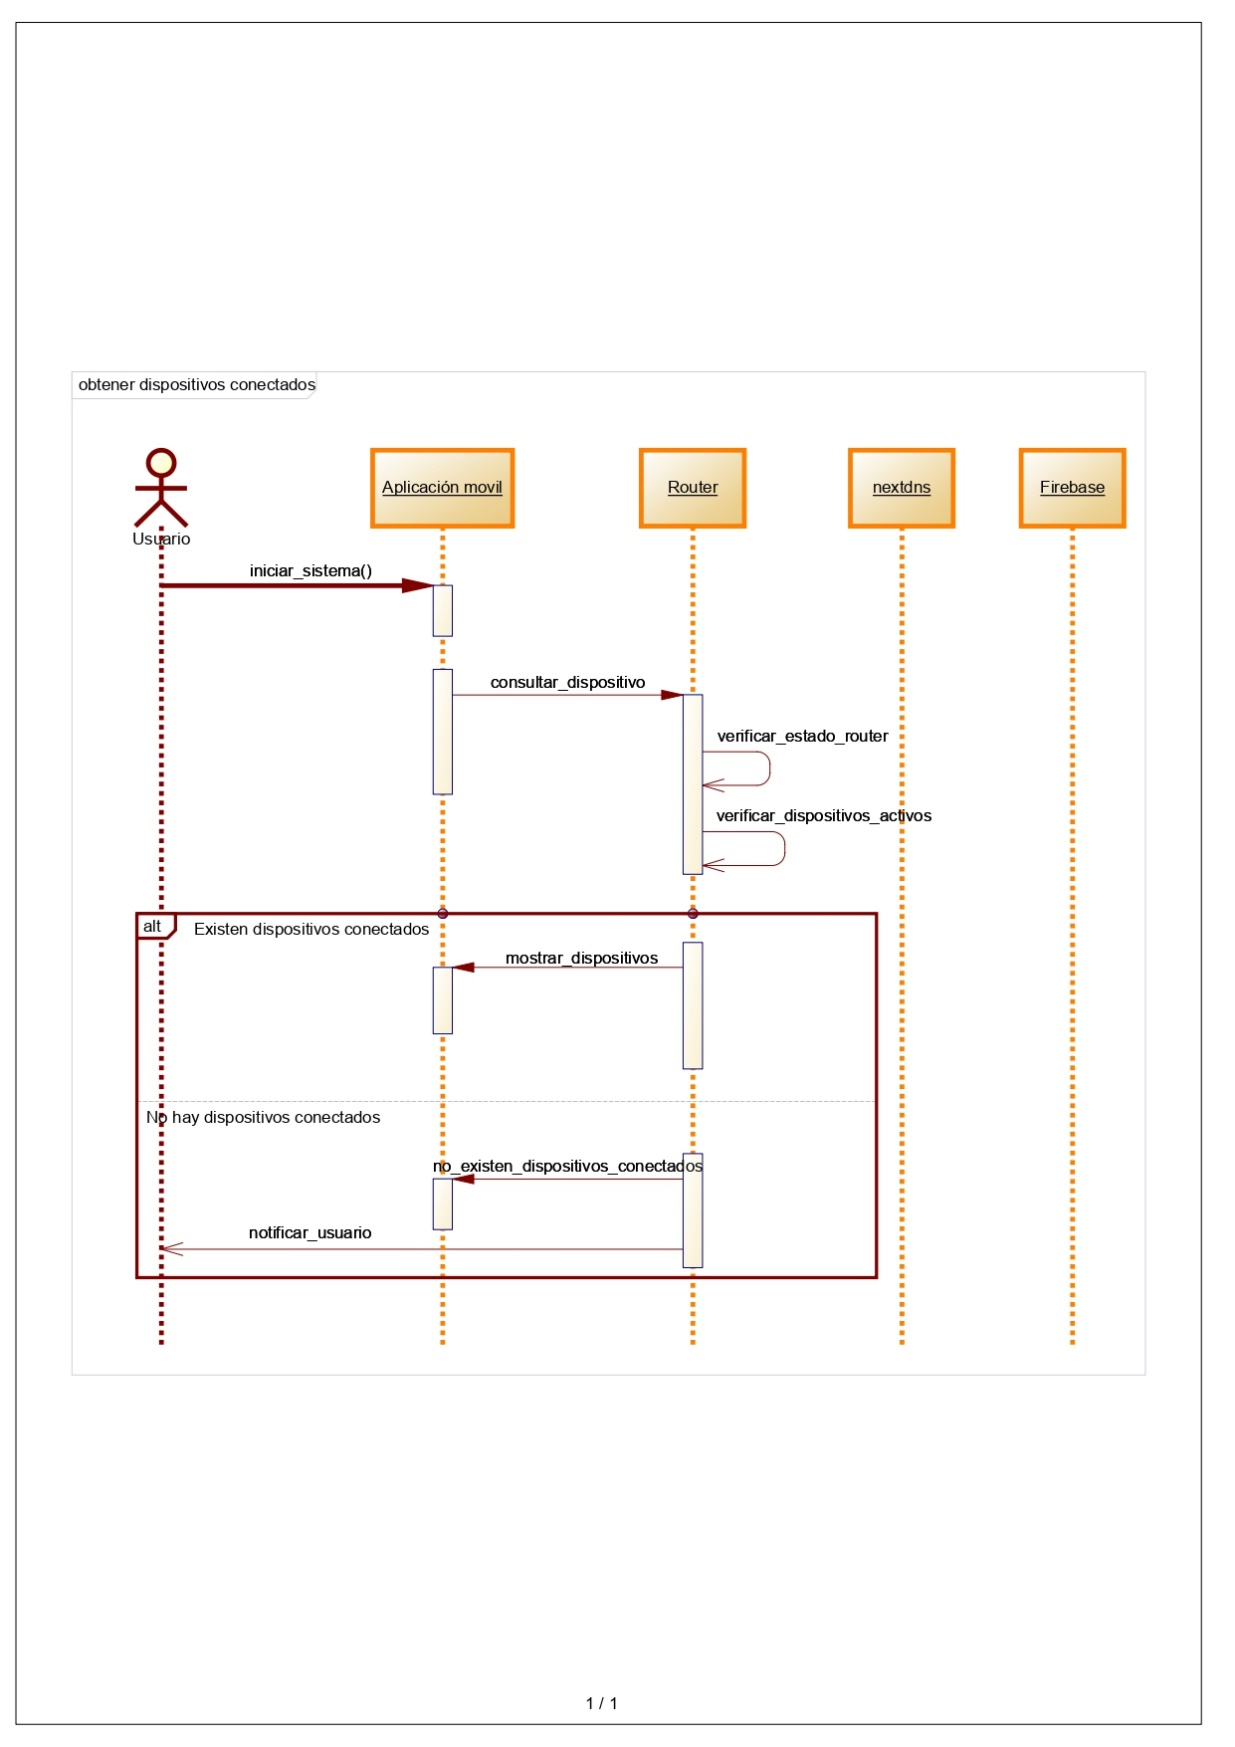 obtener dispositivos conectados
Usuario
Aplicación movil
Router
nextdns
Firebase
iniciar_sistema()
consultar_dispositivo
verificar_estado_router
verificar_dispositivos_activos
alt
Existen dispositivos conectados
mostrar_dispositivos
No hay dispositivos conectados
no_existen_dispositivos_conectados
notificar_usuario
1 / 1